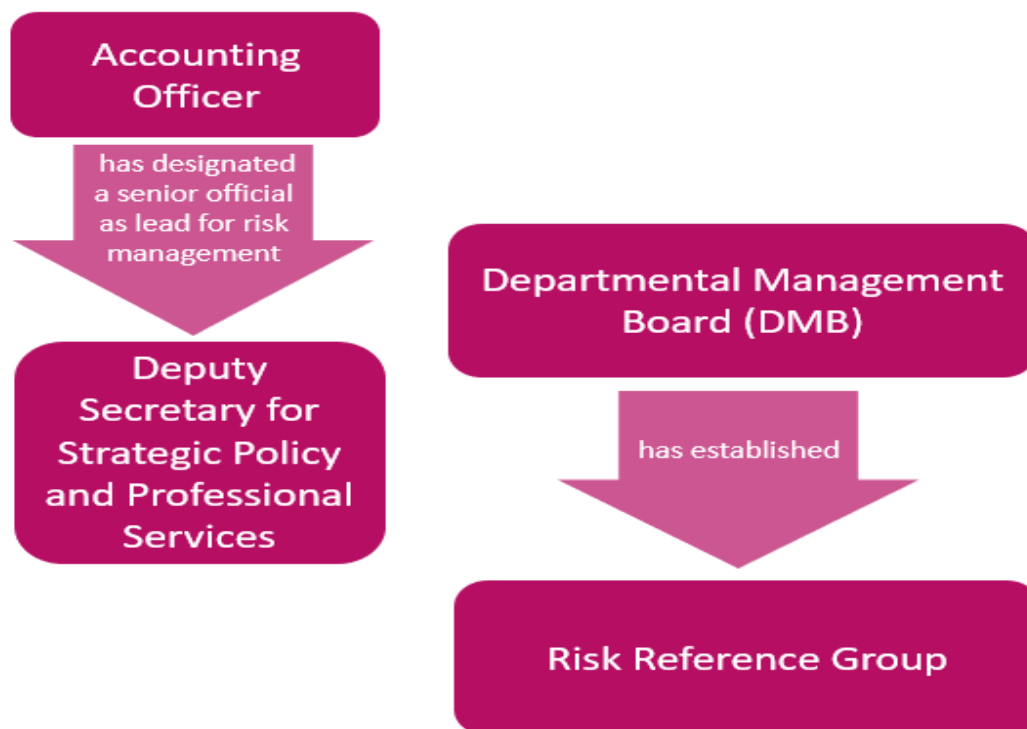 Accounting
Officer
has designated
a senior official
as lead for risk
management
Deputy
Secretary for
Strategic Policy
and Professional
Services
Departmental Management
Board (DMB)
has established
Risk Reference Group